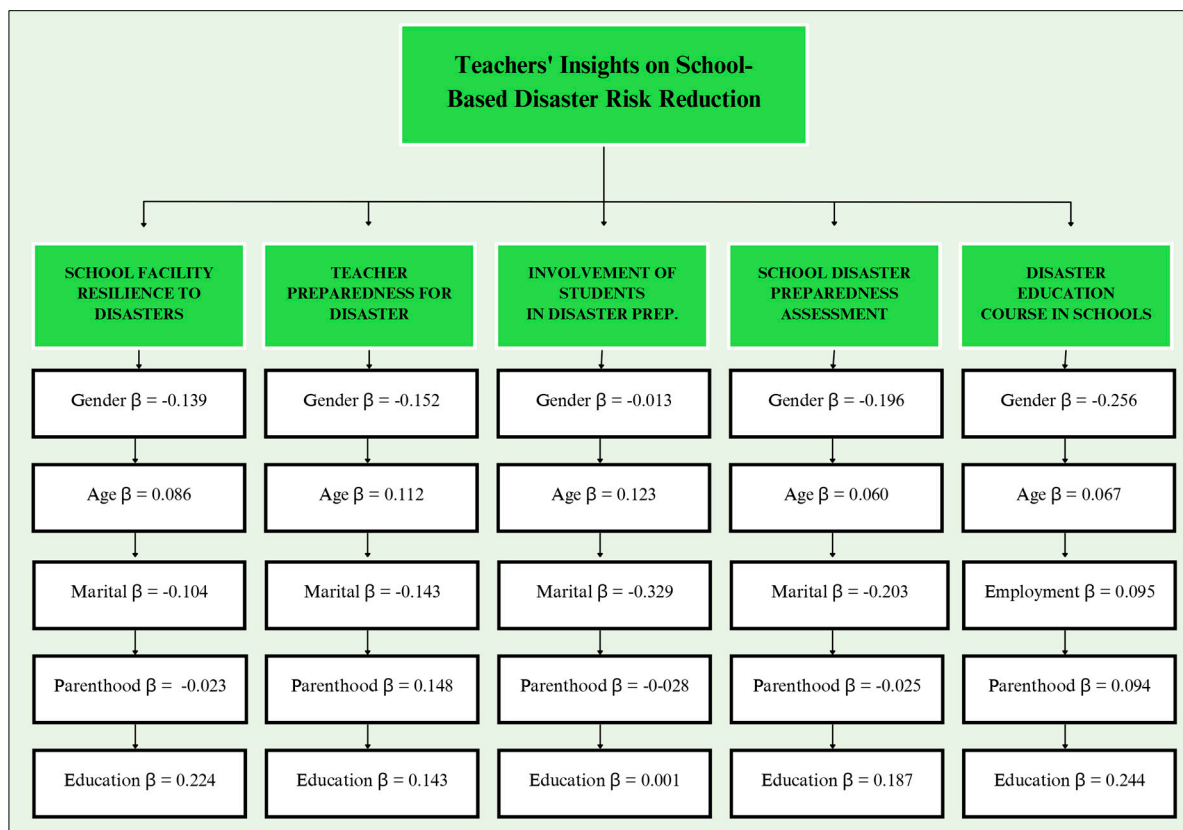 Teachers' Insights on School-
Based Disaster Risk Reduction
SCHOOL FACILITY
RESILIENCE TO
DISASTERS
Gender β = -0.139
Age β = 0.086
Marital β = -0.104
Parenthood β = -0.023
Education β = 0.224
TEACHER
PREPAREDNESS FOR
DISASTER
Gender β = -0.152
Age β = 0.112
Marital β = -0.143
Parenthood β = 0.148
Education β = 0.143
INVOLVEMENT OF
STUDENTS
IN DISASTER PREP.
Gender β = -0.013
Age β = 0.123
Marital β = -0.329
Parenthood β = -0-028
Education β = 0.001
SCHOOL DISASTER
PREPAREDNESS
ASSESSMENT
Gender β = -0.196
Age β = 0.060
Marital β = -0.203
Parenthood β = -0.025
Education β = 0.187
DISASTER
EDUCATION
COURSE IN SCHOOLS
Gender β = -0.256
Age β = 0.067
Employment β = 0.095
Parenthood β = 0.094
Education β = 0.244